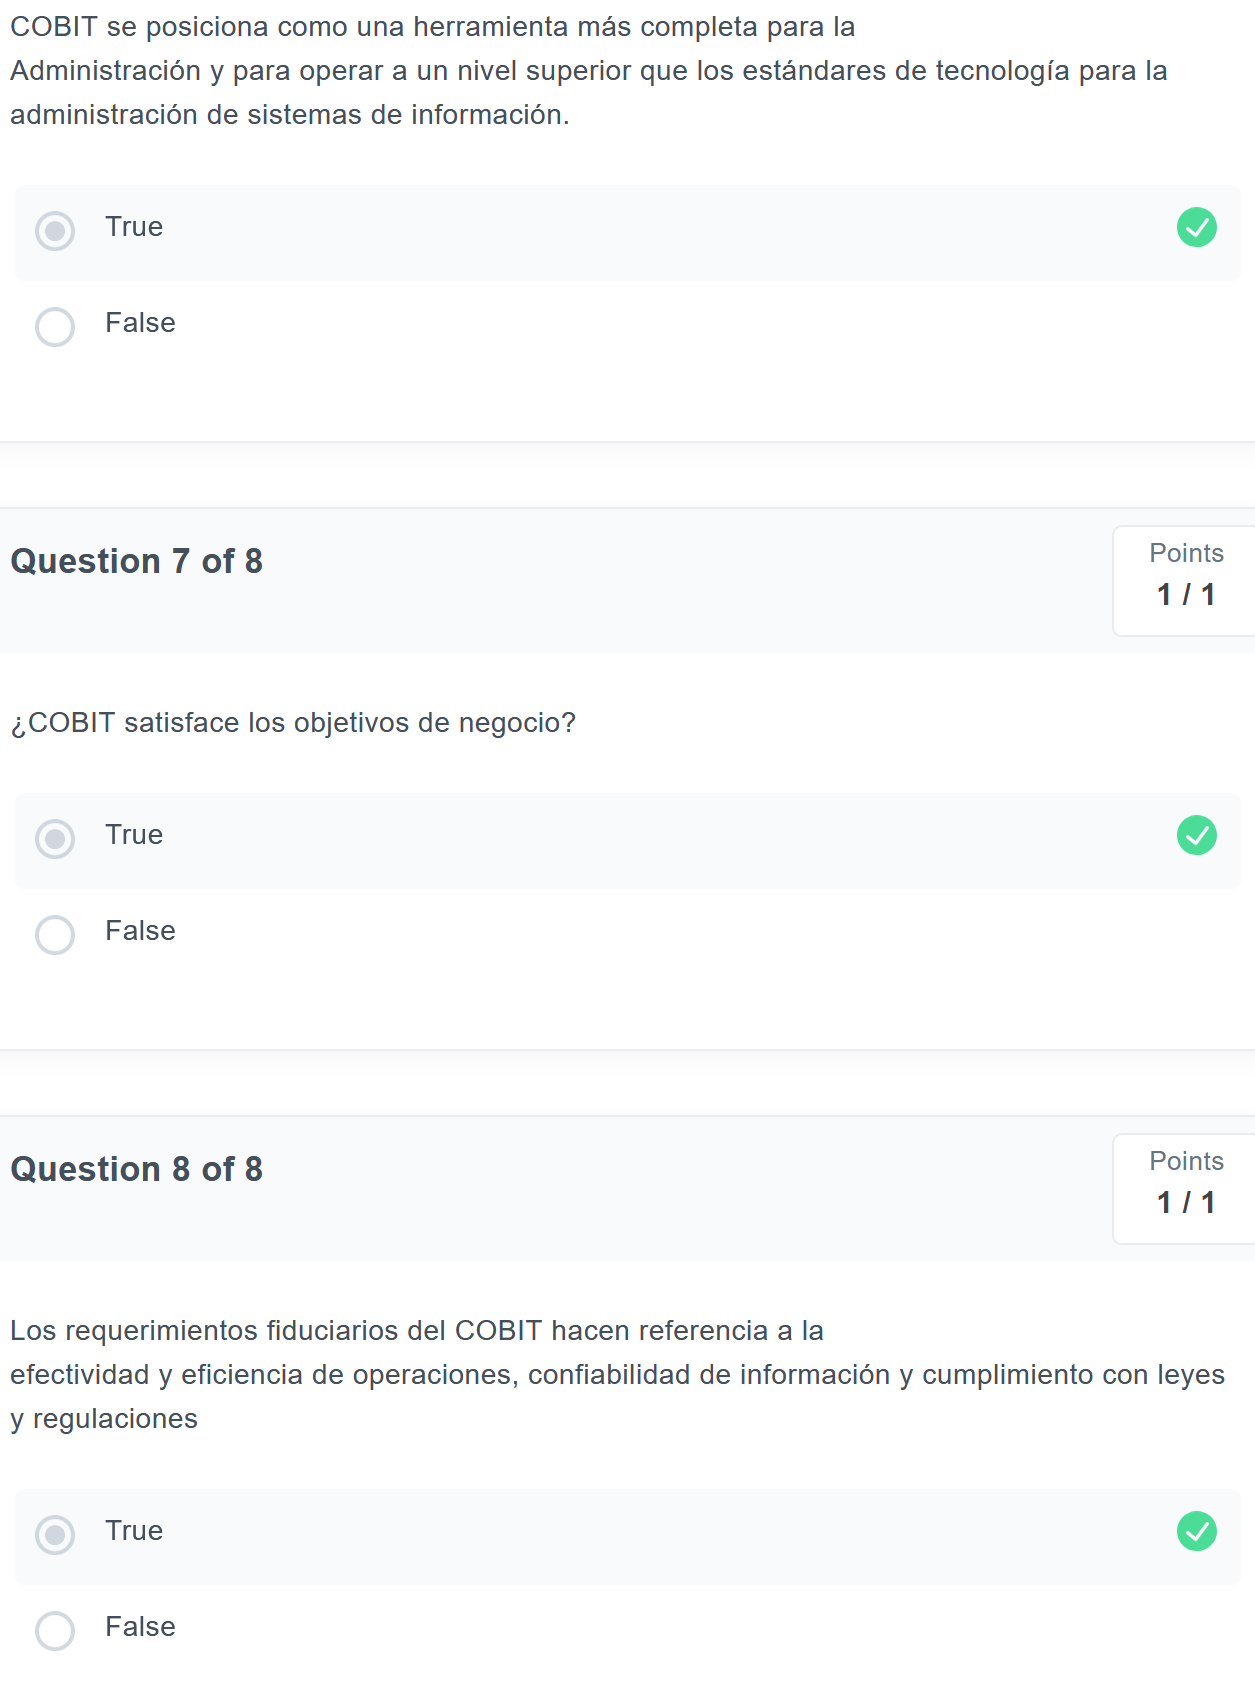 COBIT se posiciona como una herramienta más completa para la
Administración y para operar a un nivel superior que los estándares de tecnología para la
administración de sistemas de información.
True
False
Question 7 of 8
Points
1 / 1
¿COBIT satisface los objetivos de negocio?
True
False
Question 8 of 8
Points
1 / 1
Los requerimientos fiduciarios del COBIT hacen referencia a la
efectividad y eficiencia de operaciones, confiabilidad de información y cumplimiento con leyes
y regulaciones
True
False